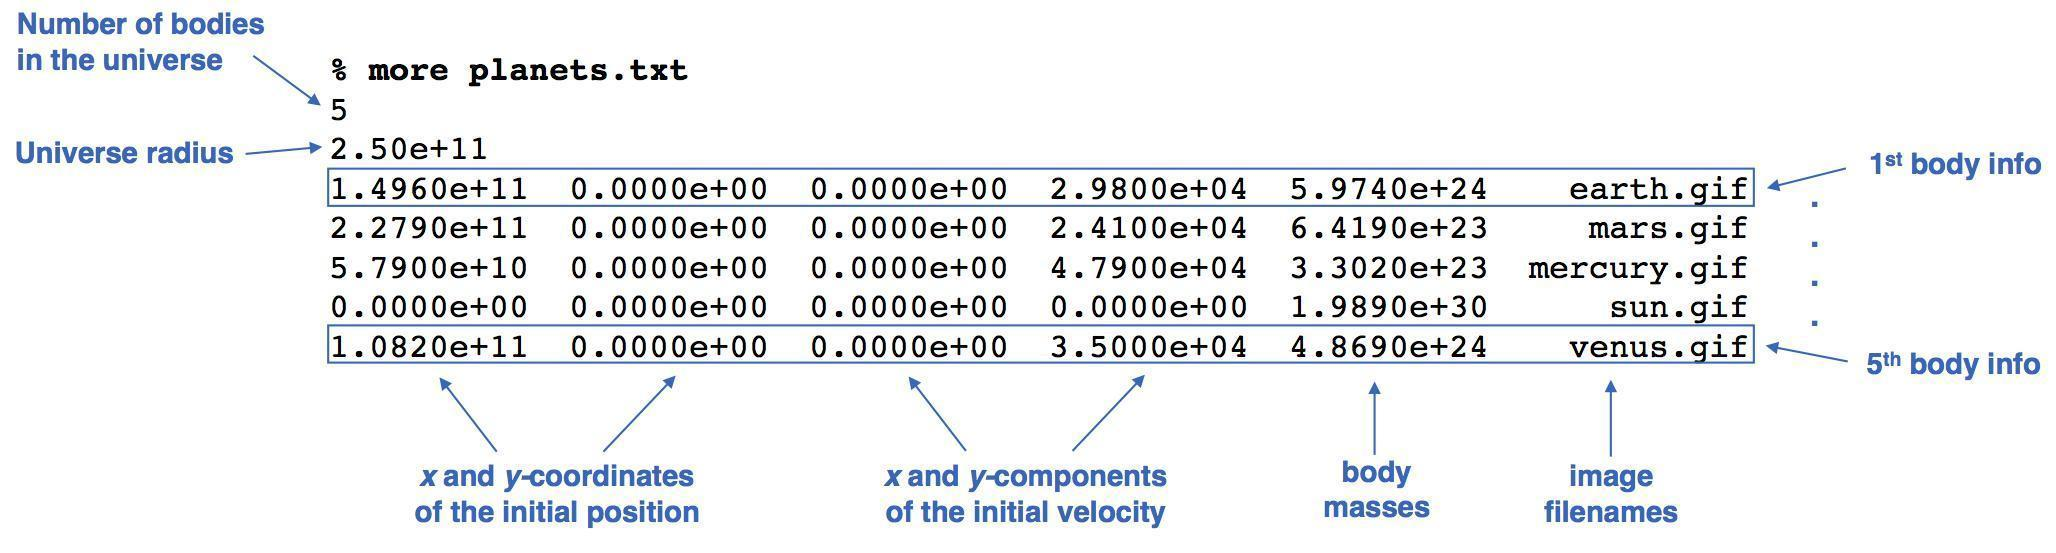 Number of bodies
in the universe
% more planets.txt
5
Universe radius
2.50e+11
1.4960e+11 0.0000e+00 0.0000e+00 2.9800e+04 5.9740e+24 earth.gif
1st body info
2.2790e+11 0.0000e+00 0.0000e+00 2.4100e+04 6.4190e+23 mars.gif
5.7900e+10 0.0000e+00 0.0000e+00 4.7900e+04 3.3020e+23 mercury.gif
0.0000e+00 0.0000e+00 0.0000e+00 0.0000e+00 1.9890e+30 sun.gif
1.0820e+11 0.0000e+00 0.0000e+00 3.5000e+04 4.8690e+24 venus.gif
5th body info
x and y-coordinates
of the initial position
x and y-components
of the initial velocity
body
masses
image
filenames